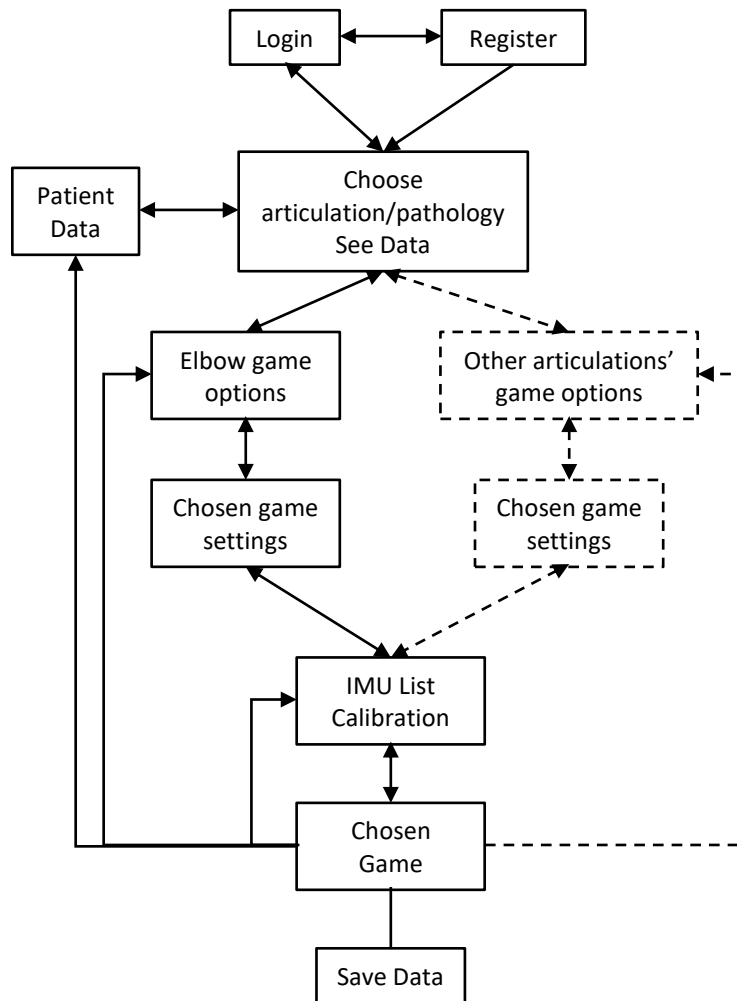 Login
Register
Choose
articulation/pathology
See Data
Patient
Data
Elbow game
options
Other articulations’
game options
Chosen game
settings
Chosen game
settings
IMU List
Calibration
Chosen
Game
Save Data